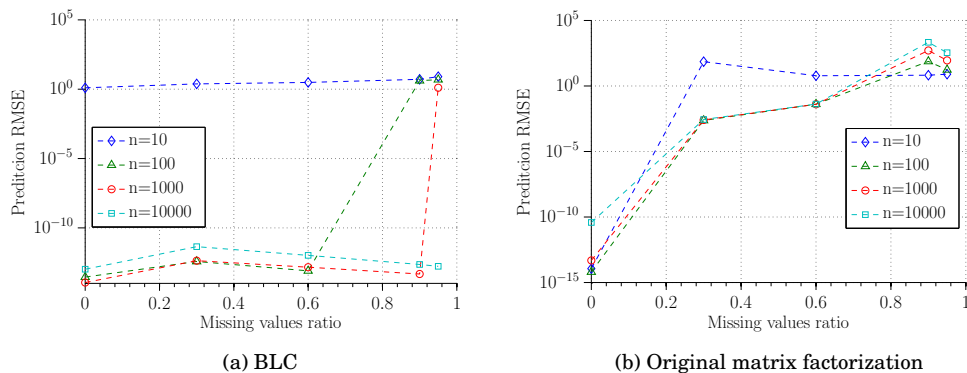 10^5
10^0
10^-5
10^-10
Preditcion RMSE
n=10
n=100
n=1000
n=10000
0
0.2
0.4
0.6
0.8
1
Missing values ratio
(a) BLC
10^5
10^0
10^-5
10^-10
10^-15
Preditcion RMSE
n=10
n=100
n=1000
n=10000
0
0.2
0.4
0.6
0.8
1
Missing values ratio
(b) Original matrix factorization